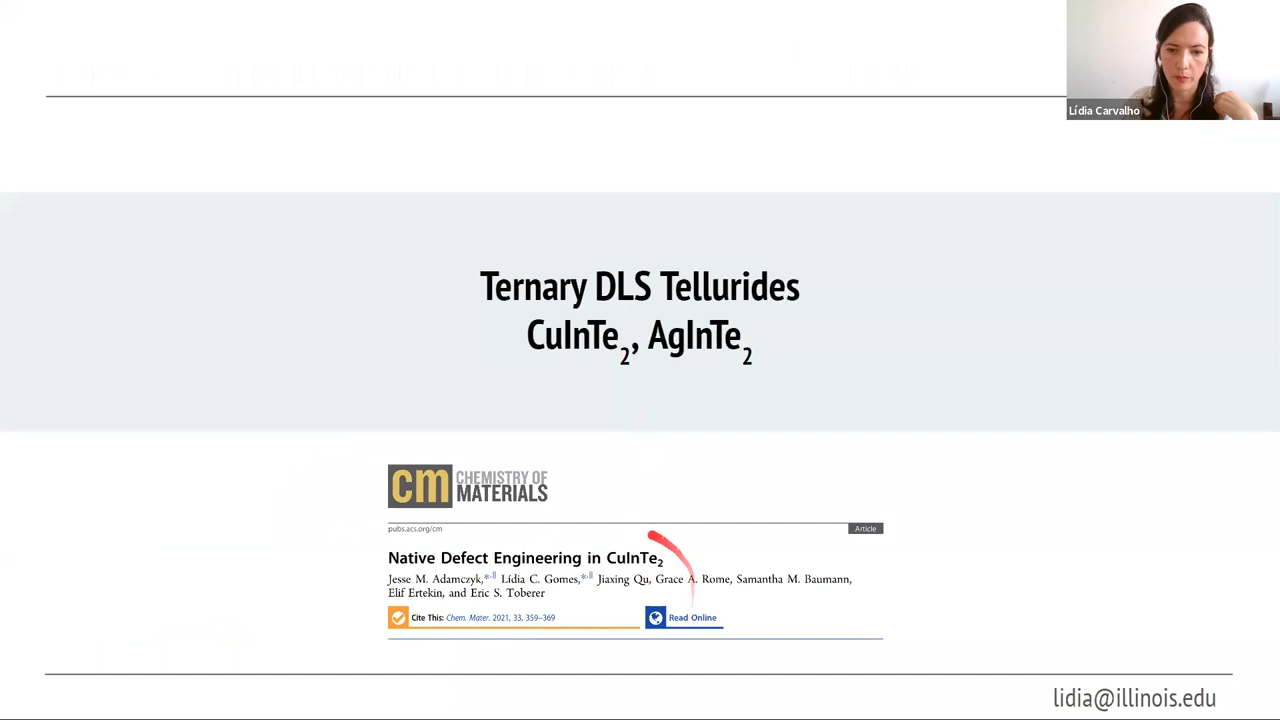 Lídia Carvalho
Ternary DLS Tellurides
CuInTe2, AgInTe2
cm CHEMISTRY OF
MATERIALS
pubs.acs.org/cm
Article
Native Defect Engineering in CuInTe2
Jesse M. Adamczyk,*,|| Lídia C. Gomes,*,|| Jiaxing Qu, Grace A. Rome, Samantha M. Baumann,
Elif Ertekin, and Eric S. Toberer
Cite This: Chem. Mater. 2021, 33, 359–369
Read Online
lidia@illinois.edu